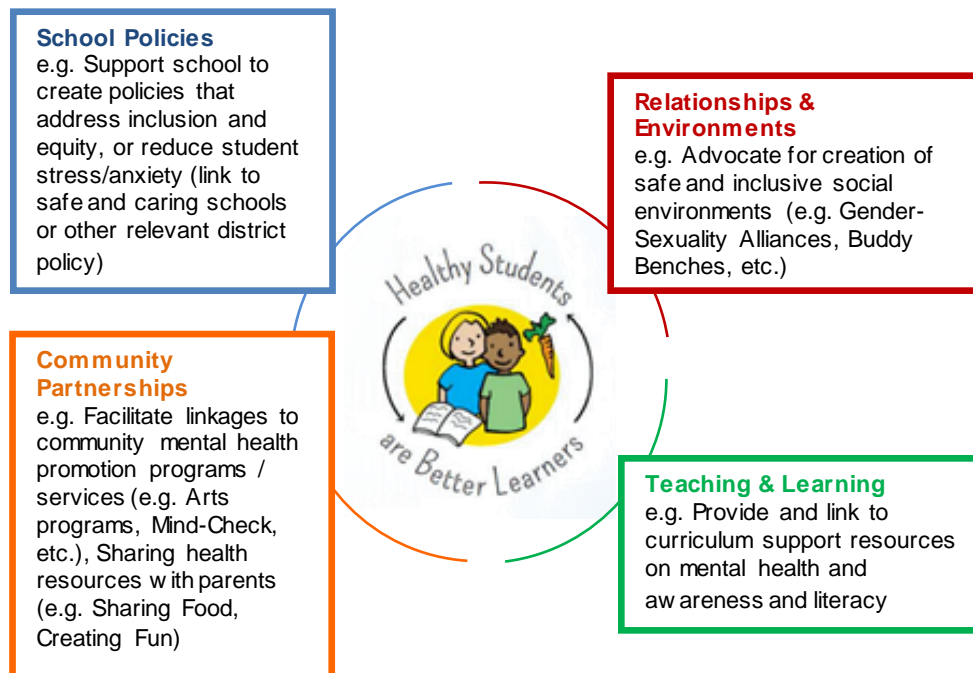 School Policies
e.g. Support school to
create policies that
address inclusion and
equity, or reduce student
stress/anxiety (link to
safe and caring schools
or other relevant district
policy)
Relationships &
Environments
e.g. Advocate for creation of
safe and inclusive social
environments (e.g. Gender-
Sexuality Alliances, Buddy
Benches, etc.)
Healthy Students
are Better Learners
Community
Partnerships
e.g. Facilitate linkages to
community mental health
promotion programs /
services (e.g. Arts
programs, Mind-Check,
etc.), Sharing health
resources with parents
(e.g. Sharing Food,
Creating Fun)
Teaching & Learning
e.g. Provide and link to
curriculum support resources
on mental health and
awareness and literacy